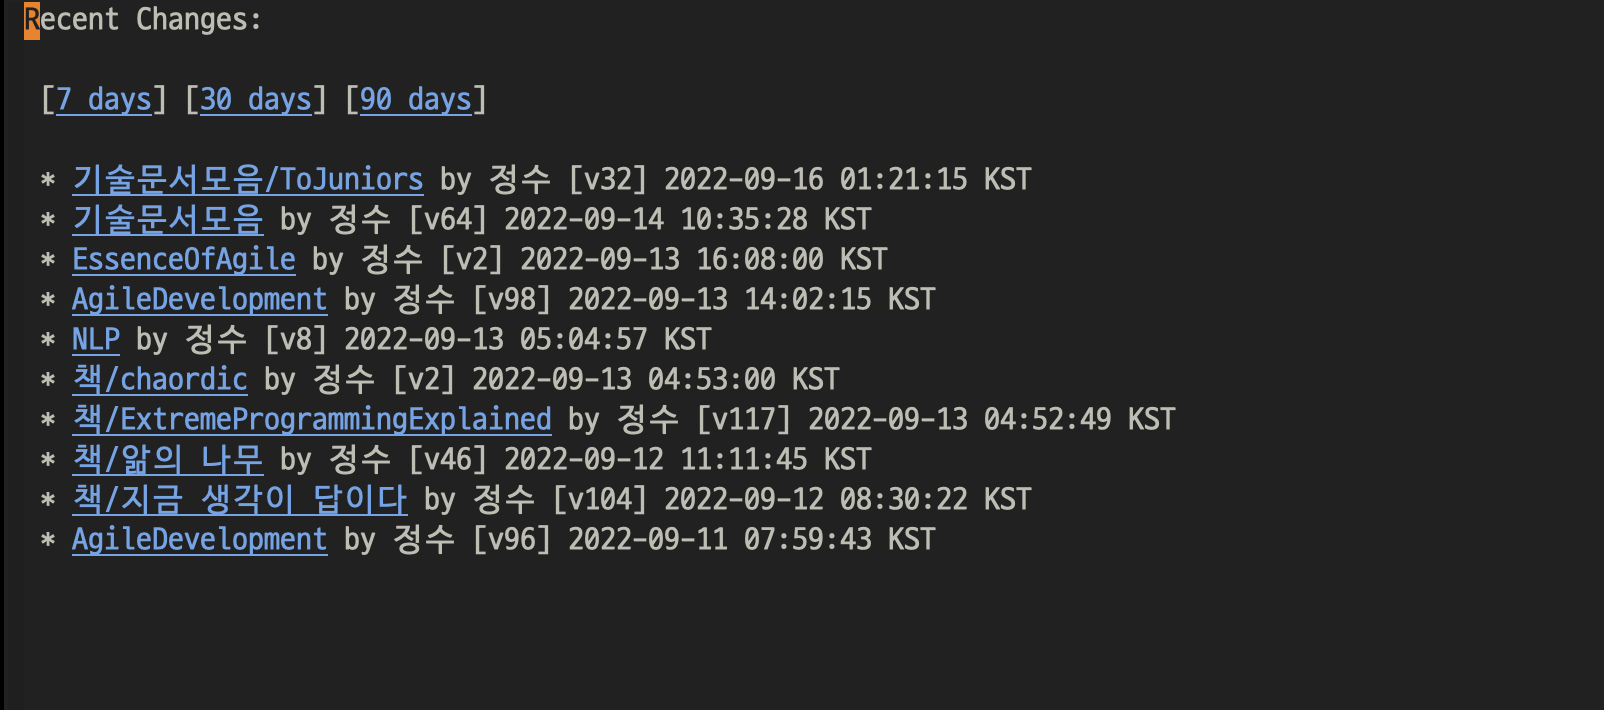 Recent Changes:
[7 days] [30 days] [90 days]
* 기술문서모음/ToJuniors by 정수 [v32] 2022-09-16 01:21:15 KST
* 기술문서모음 by 정수 [v64] 2022-09-14 10:35:28 KST
* EssenceOfAgile by 정수 [v2] 2022-09-13 16:08:00 KST
* AgileDevelopment by 정수 [v98] 2022-09-13 14:02:15 KST
* NLP by 정수 [v8] 2022-09-13 05:04:57 KST
* 책/chaordic by 정수 [v2] 2022-09-13 04:53:00 KST
* 책/ExtremeProgrammingExplained by 정수 [v117] 2022-09-13 04:52:49 KST
* 책/앎의 나무 by 정수 [v46] 2022-09-12 11:11:45 KST
* 책/지금 생각이 답이다 by 정수 [v104] 2022-09-12 08:30:22 KST
* AgileDevelopment by 정수 [v96] 2022-09-11 07:59:43 KST